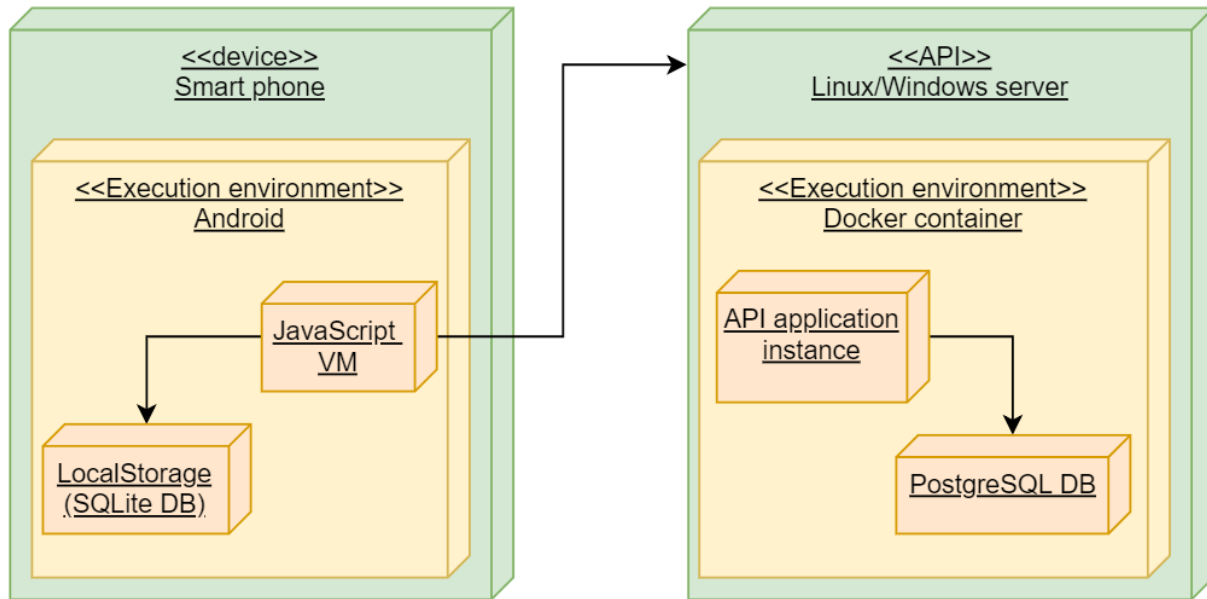 <<device>>
Smart phone
<<Execution environment>>
Android
JavaScript
VM
LocalStorage
(SQLite DB)
<<API>>
Linux/Windows server
<<Execution environment>>
Docker container
API application
instance
PostgreSQL DB